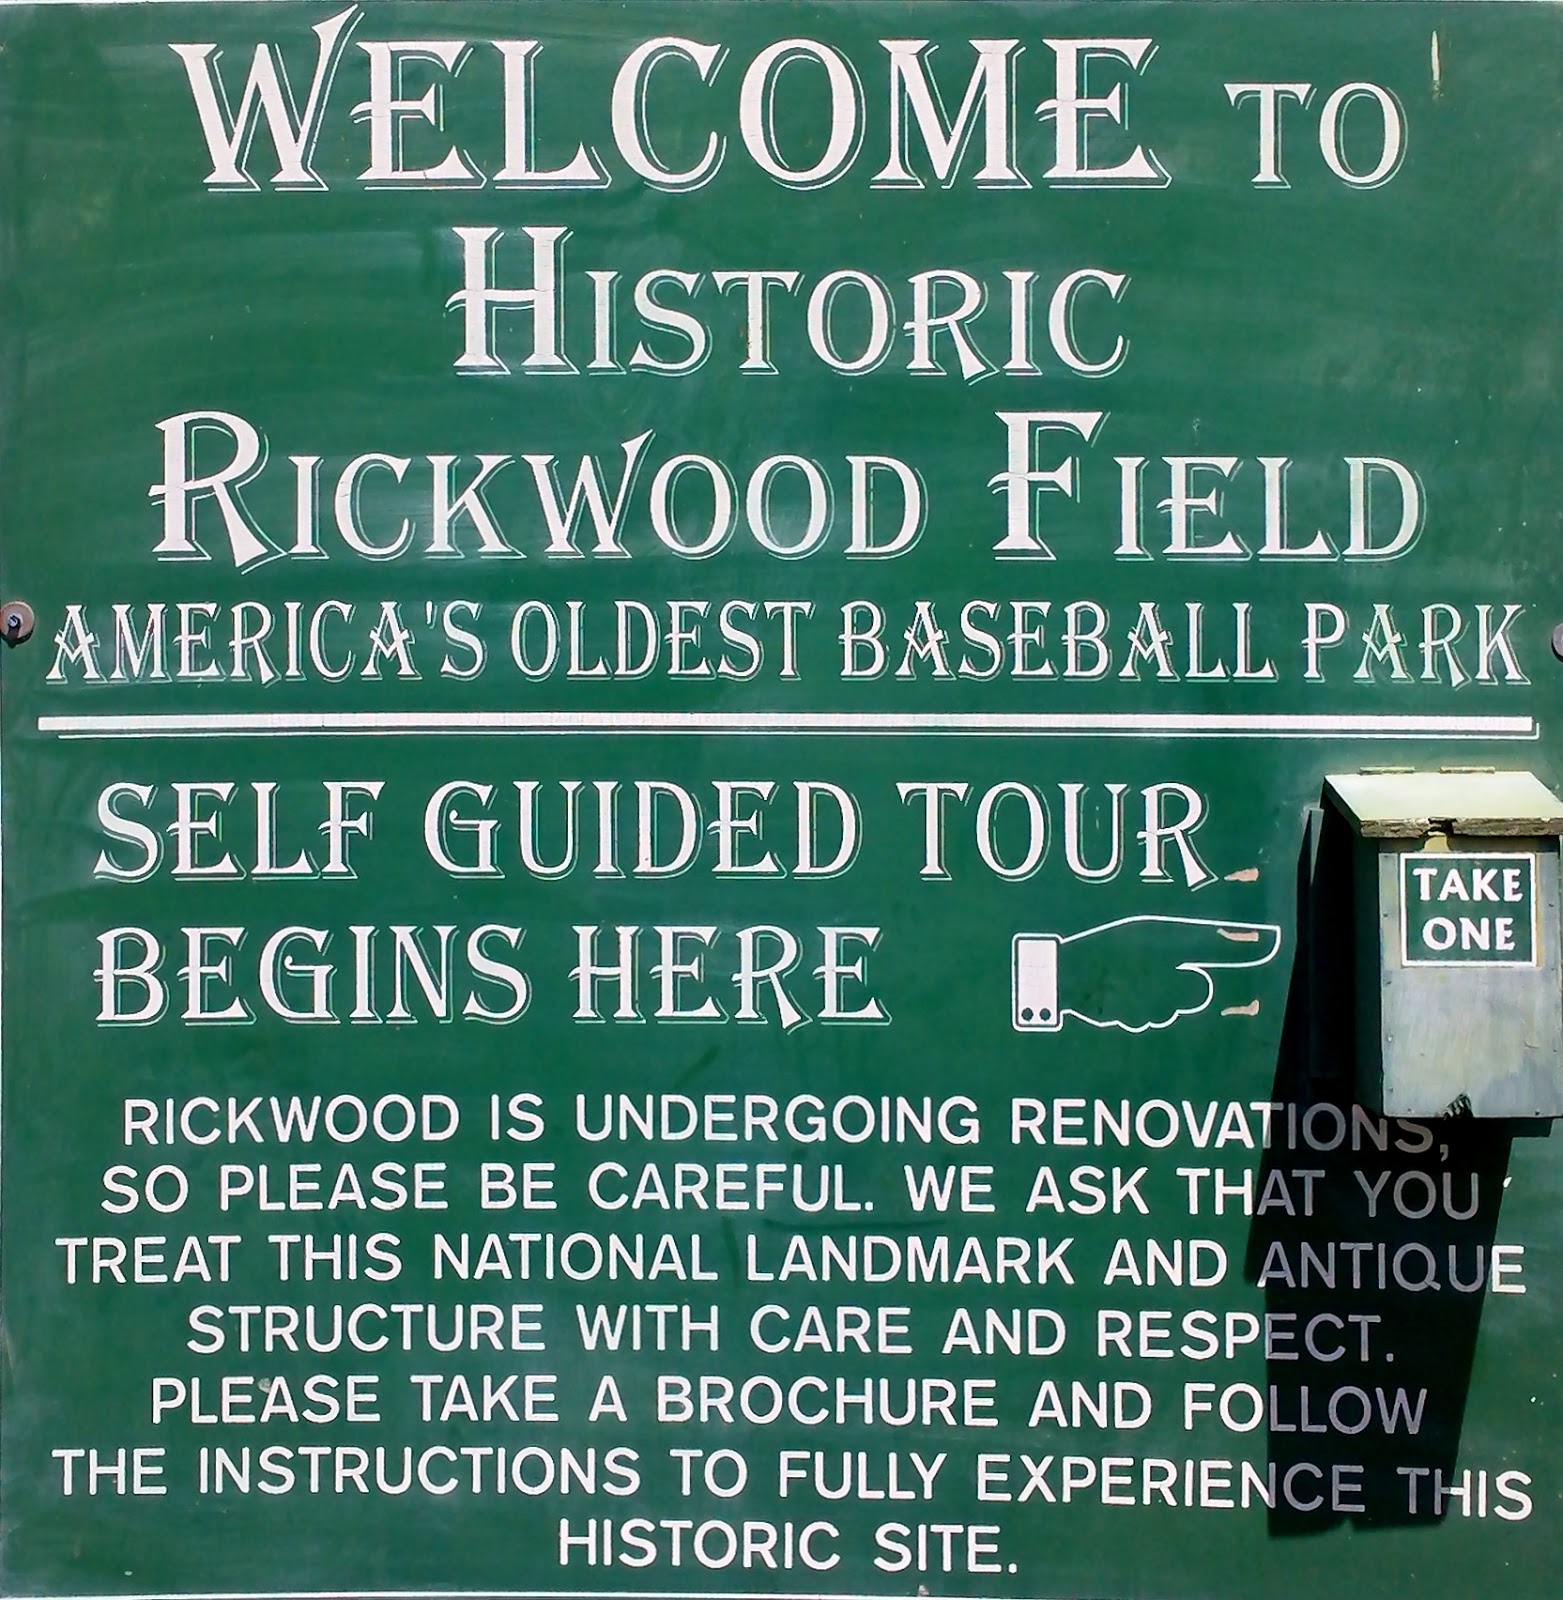 WELCOME TO
HISTORIC
RICKWOOD FIELD
AMERICA'S OLDEST BASEBALL PARK
SELF GUIDED TOUR
BEGINS HERE
TAKE
ONE
RICKWOOD IS UNDERGOING RENOVATIONS,
SO PLEASE BE CAREFUL. WE ASK THAT YOU
TREAT THIS NATIONAL LANDMARK AND ANTIQUE
STRUCTURE WITH CARE AND RESPECT.
PLEASE TAKE A BROCHURE AND FOLLOW
THE INSTRUCTIONS TO FULLY EXPERIENCE THIS
HISTORIC SITE.